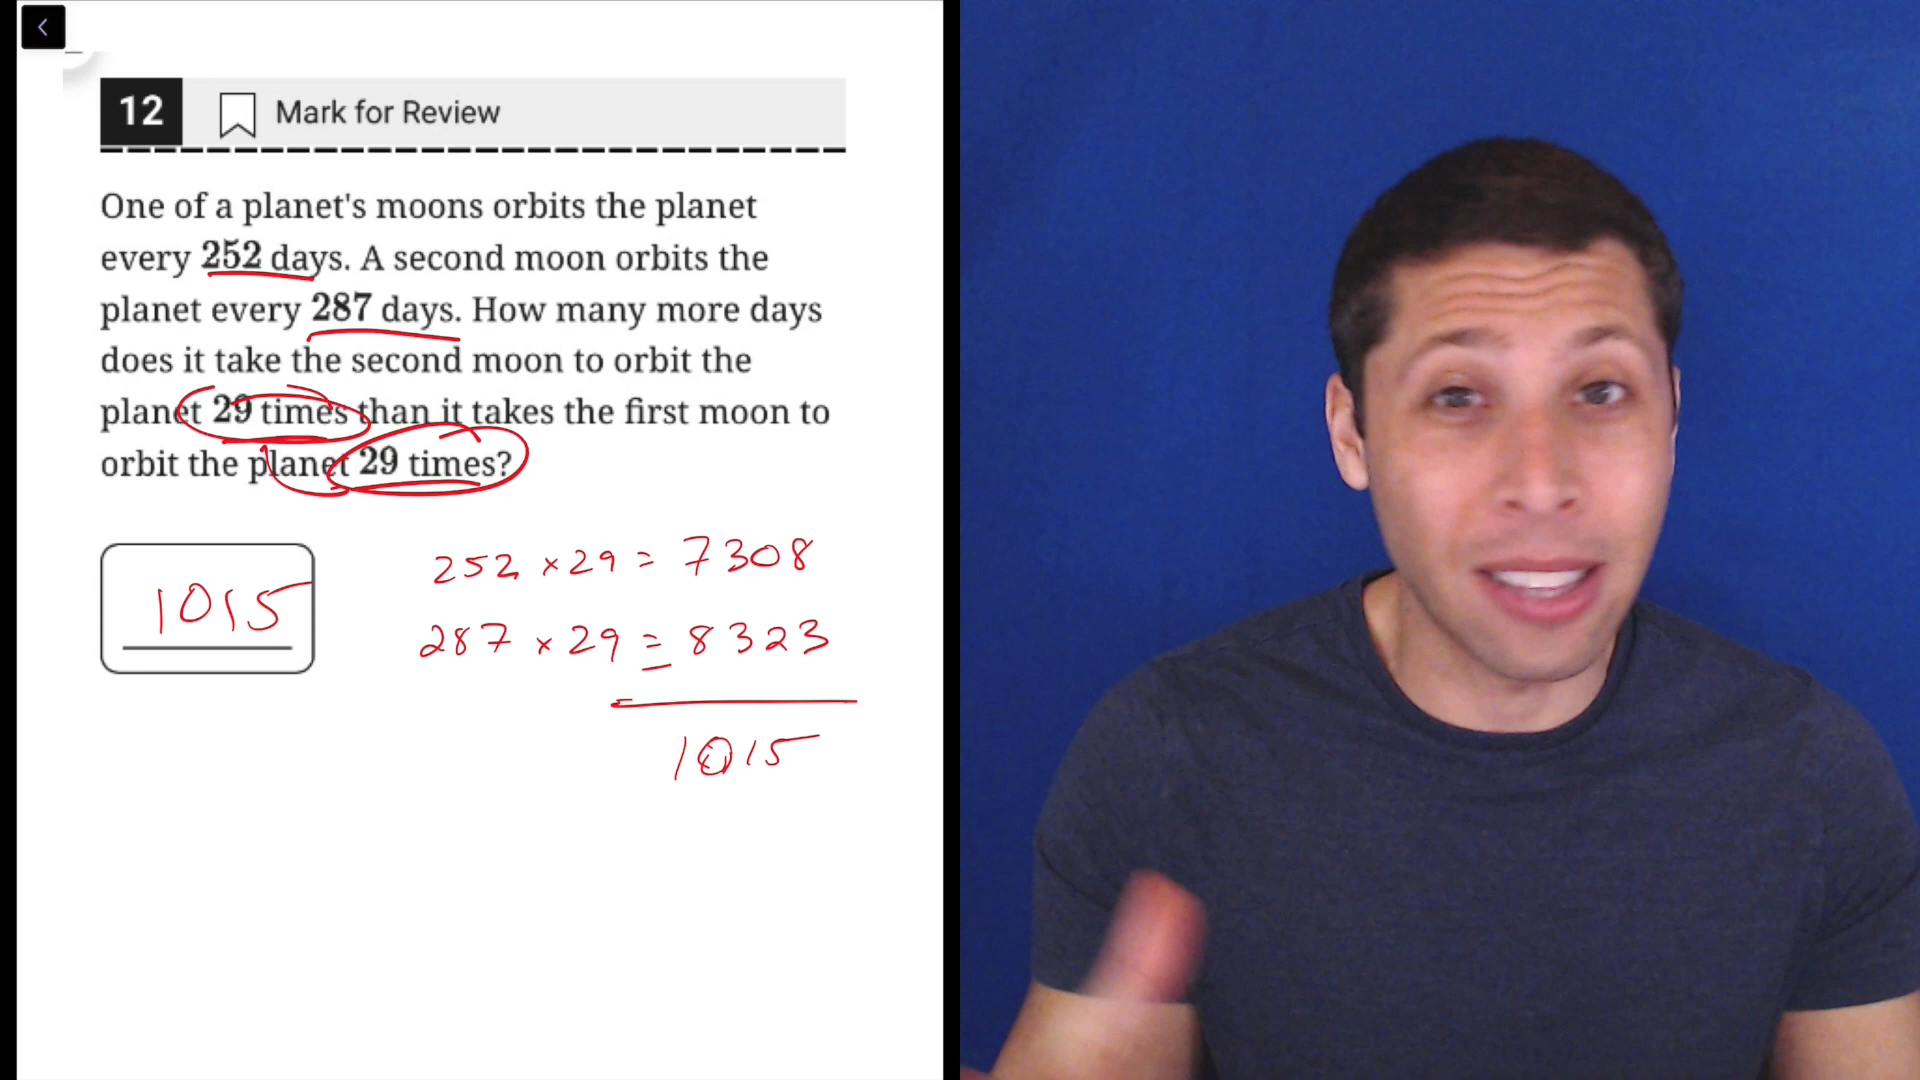 12 Mark for Review
One of a planet's moons orbits the planet
every 252 days. A second moon orbits the
planet every 287 days. How many more days
does it take the second moon to orbit the
planet 29 times than it takes the first moon to
orbit the planet 29 times?
1015
252 × 29 = 7308
287 × 29 = 8323
1015